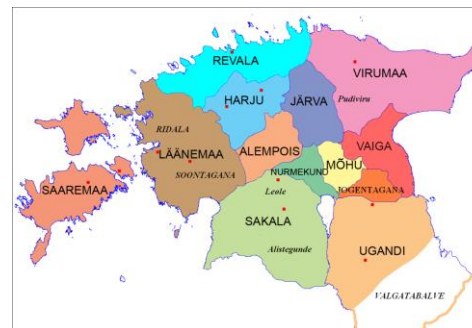 REVALA
VIRUMAA
HARJU
JÄRVA
Pudiviru
RIDALA
LÄÄNEMAA
ALEMPOIS
VAIGA
MÕHU
SOONTAGANA
NURMEKUND
SAAREMAA
Leole
JOGENTAGANA
SAKALA
Alistegunde
UGANDI
VALGATABALVE